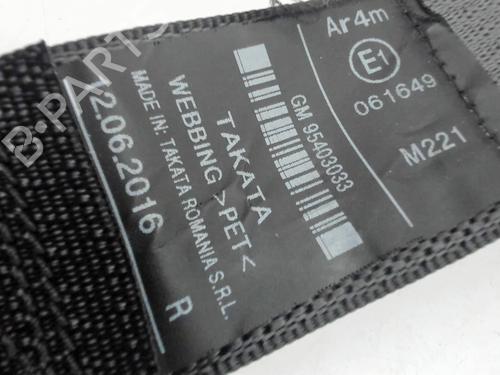 Ar4m
E1
061649
M221
GM 95403033
TAKATA
WEBBING >PET<
MADE IN: TAKATA ROMANIA S.R.L.
2.06.2016
R
B-PARTS